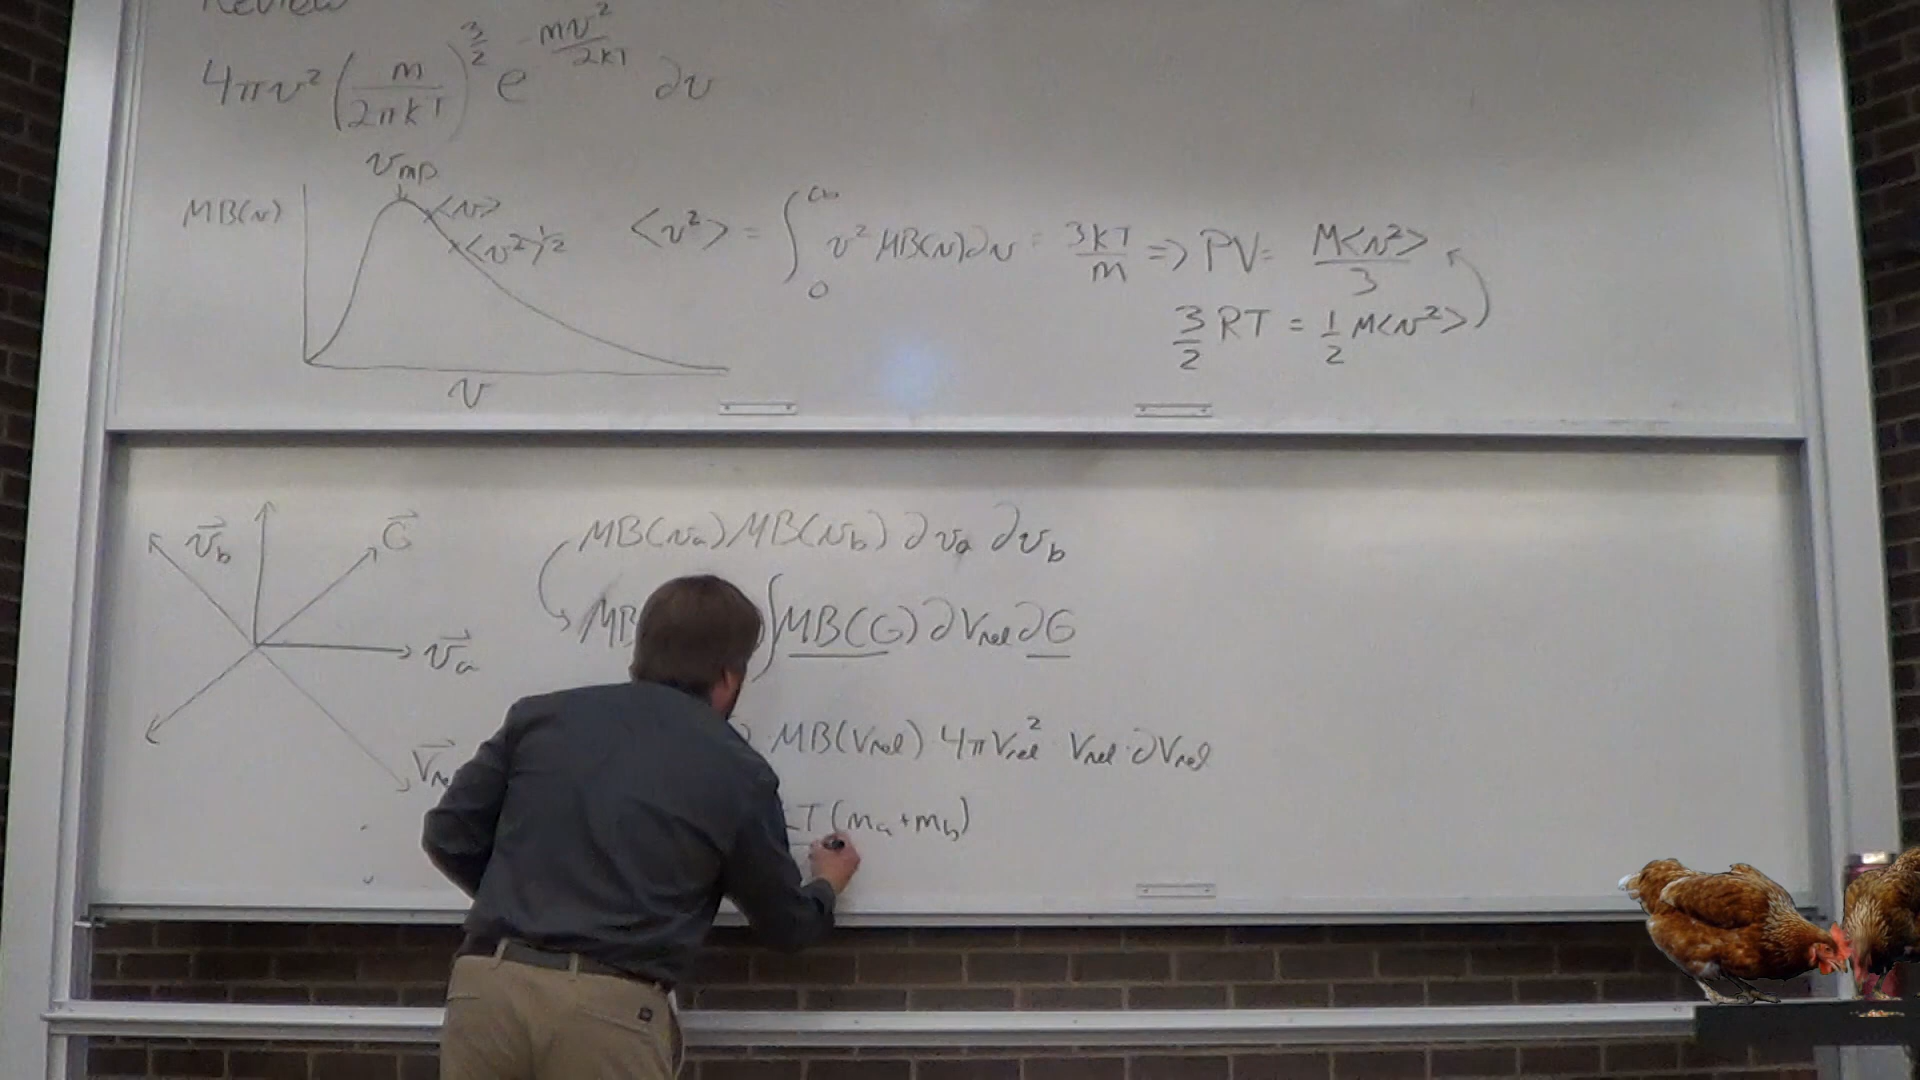 Review
4πv² (m / 2πkT)^3/2 e^-mv²/2kT ∂v
v_mp
MB(v)
<v>
<v²>^1/2
v
<v²> = ∫₀^∞ v² MB(v)∂v = 3kT/m => PV = M<v²>/3
3/2 RT = 1/2 M<v²>
v⃗_b
G⃗
v⃗_a
MB(v_a)MB(v_b) ∂v_a ∂v_b
∫MB(G) ∂V_rel ∂G
MB(V_rel) · 4πV_rel² · V_rel · ∂V_rel
T(m_a + m_b)